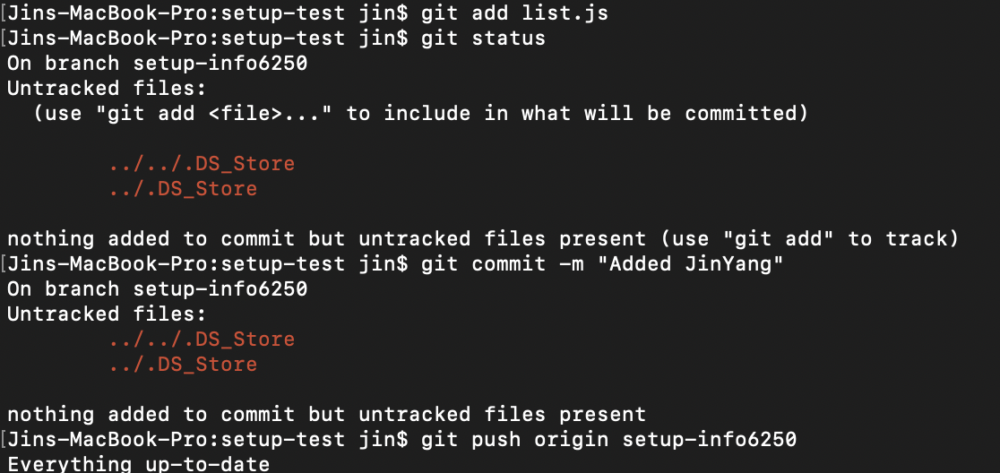 [Jins-MacBook-Pro:setup-test jin$ git add list.js
[Jins-MacBook-Pro:setup-test jin$ git status
On branch setup-info6250
Untracked files:
  (use "git add <file>..." to include in what will be committed)
        ../../.DS_Store
        ../.DS_Store
nothing added to commit but untracked files present (use "git add" to track)
[Jins-MacBook-Pro:setup-test jin$ git commit -m "Added JinYang"
On branch setup-info6250
Untracked files:
        ../../.DS_Store
        ../.DS_Store
nothing added to commit but untracked files present
[Jins-MacBook-Pro:setup-test jin$ git push origin setup-info6250
Everything up-to-date